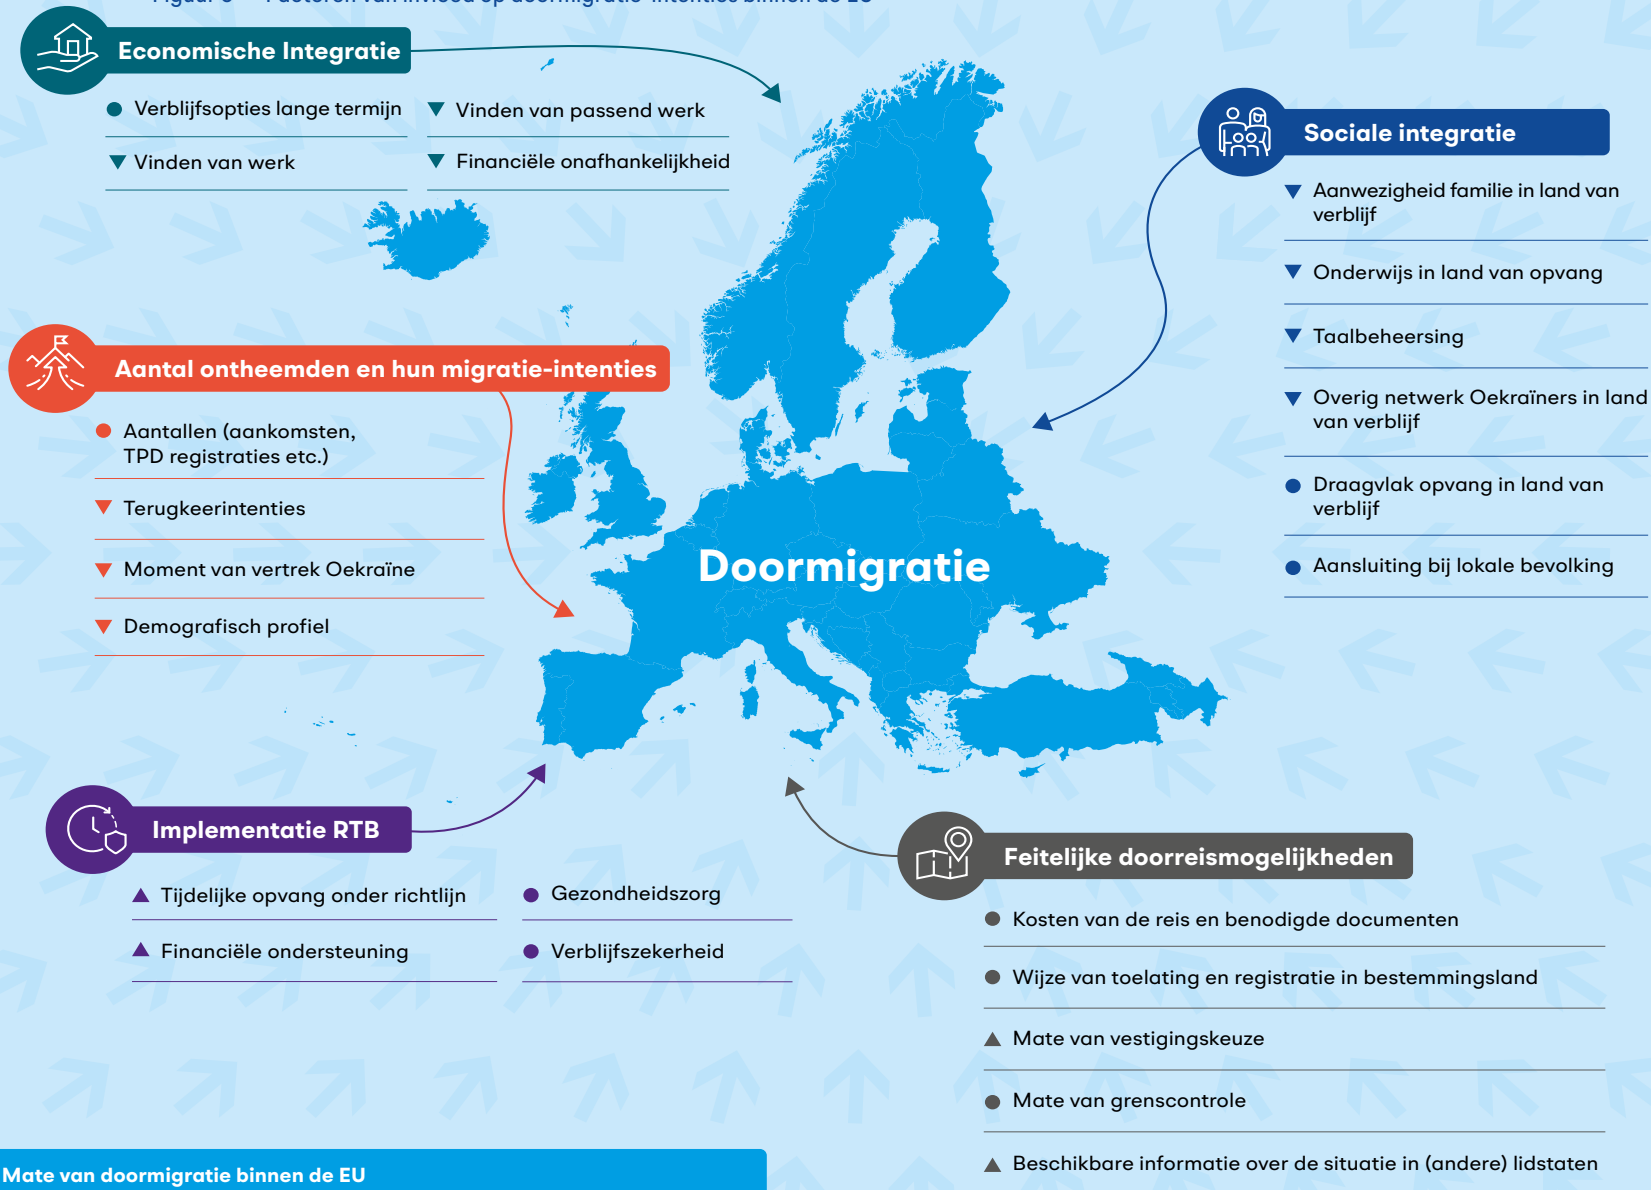 Economische Integratie
● Verblijfsopties lange termijn
▼ Vinden van werk
▼ Vinden van passend werk
▼ Financiële onafhankelijkheid
Sociale integratie
▼ Aanwezigheid familie in land van
verblijf
▼ Onderwijs in land van opvang
▼ Taalbeheersing
▼ Overig netwerk Oekraïners in land
van verblijf
● Draagvlak opvang in land van
verblijf
● Aansluiting bij lokale bevolking
Aantal ontheemden en hun migratie-intenties
● Aantallen (aankomsten,
TPD registraties etc.)
▼ Terugkeerintenties
▼ Moment van vertrek Oekraïne
▼ Demografisch profiel
Doormigratie
Implementatie RTB
▲ Tijdelijke opvang onder richtlijn
▲ Financiële ondersteuning
● Gezondheidszorg
● Verblijfszekerheid
Feitelijke doorreismogelijkheden
● Kosten van de reis en benodigde documenten
● Wijze van toelating en registratie in bestemmingsland
▲ Mate van vestigingskeuze
● Mate van grenscontrole
▲ Beschikbare informatie over de situatie in (andere) lidstaten
Mate van doormigratie binnen de EU